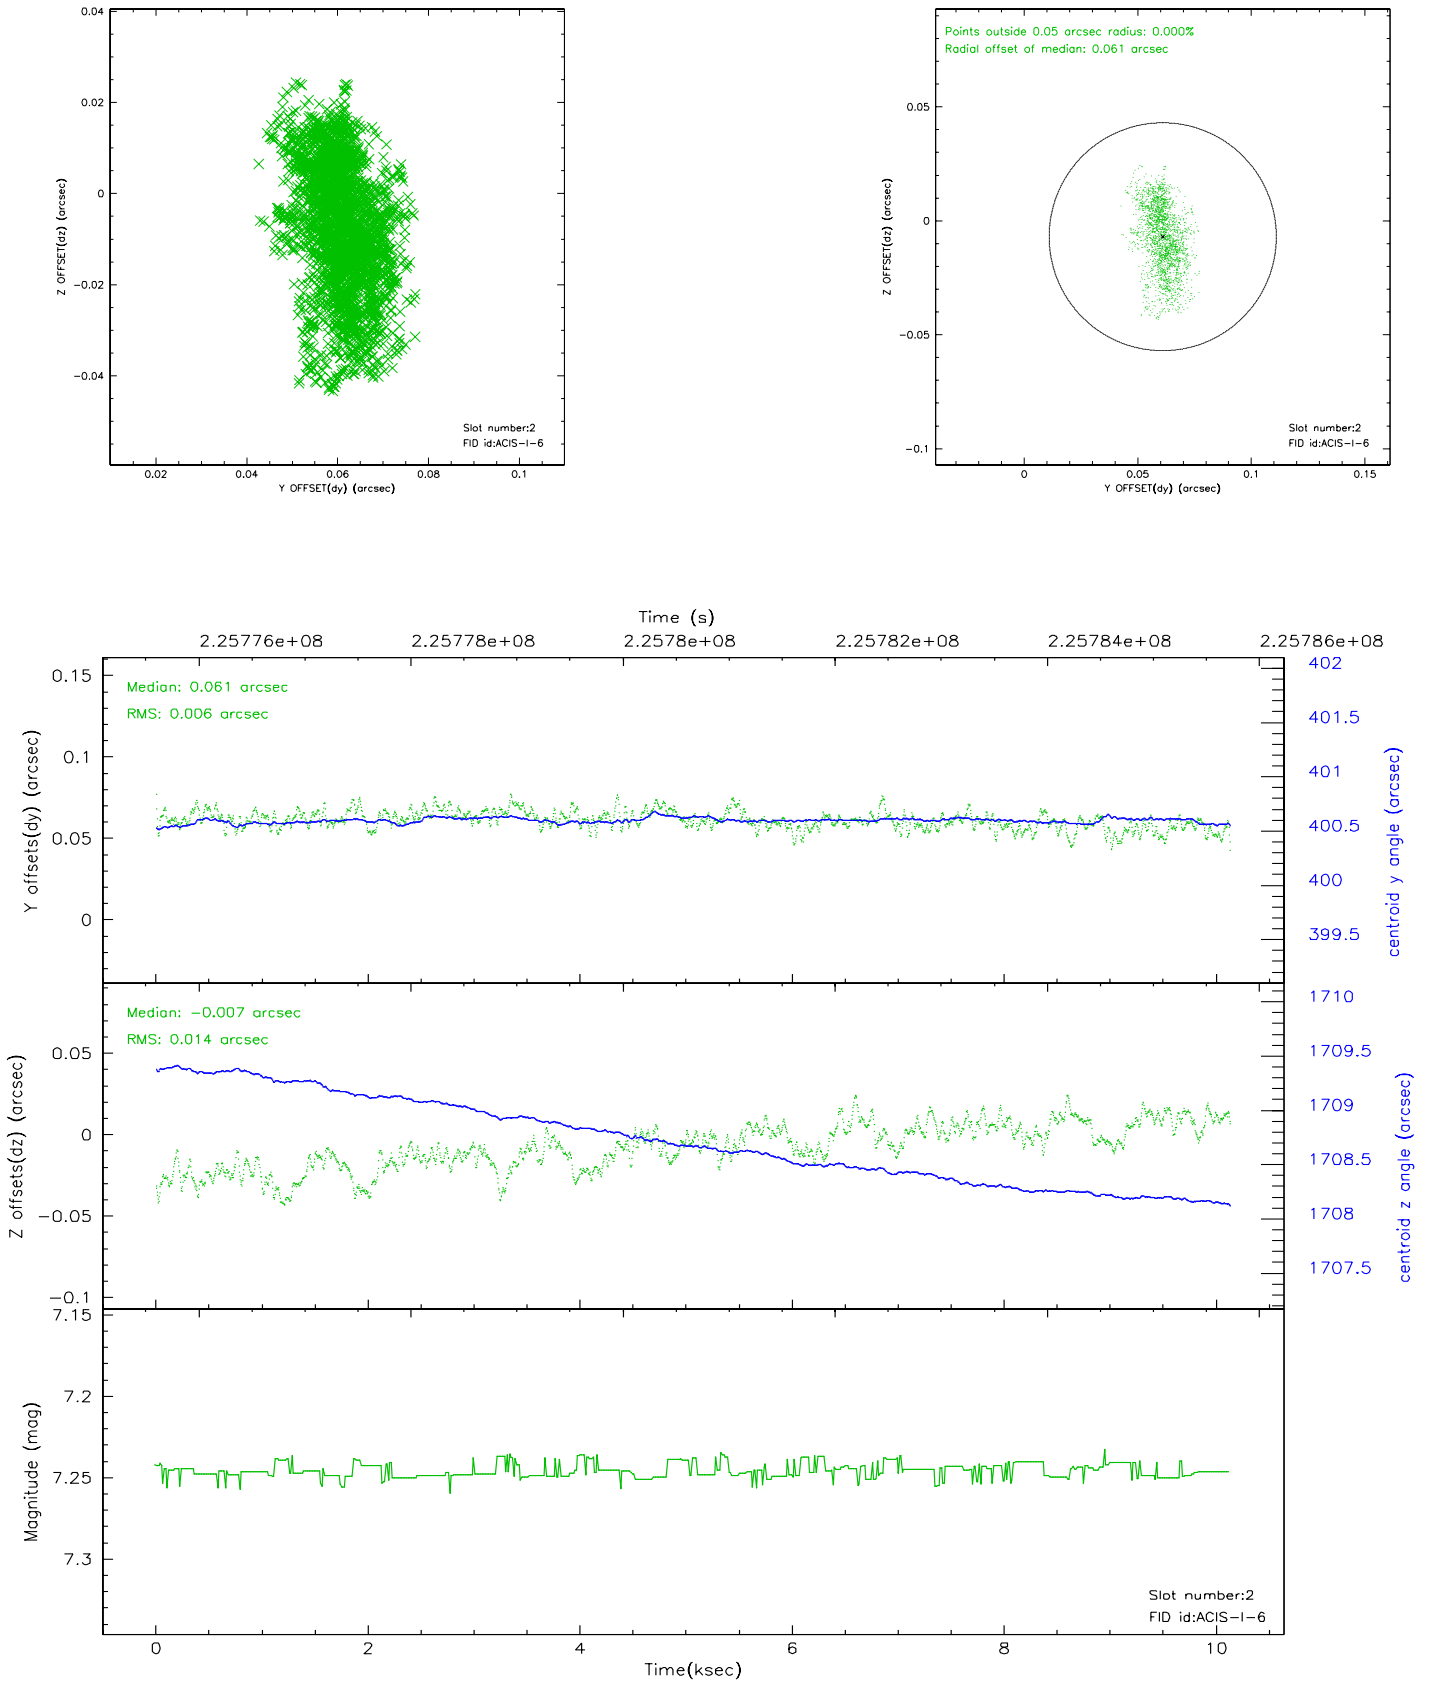 0.04
0.02
0
−0.02
−0.04
Z OFFSET(dz) (arcsec)
Slot number:2
FID id:ACIS−I−6
0.02 0.04 0.06 0.08 0.1
Y OFFSET(dy) (arcsec)
Points outside 0.05 arcsec radius: 0.000%
Radial offset of median: 0.061 arcsec
0.05
0
−0.05
−0.1
Z OFFSET(dz) (arcsec)
Slot number:2
FID id:ACIS−I−6
0 0.05 0.1 0.15
Y OFFSET(dy) (arcsec)
Time (s)
2.25776e+08 2.25778e+08 2.2578e+08 2.25782e+08 2.25784e+08 2.25786e+08
0.15
0.1
0.05
0
Y offsets(dy) (arcsec)
Median: 0.061 arcsec
RMS: 0.006 arcsec
402
401.5
401
400.5
400
399.5
centroid y angle (arcsec)
0.05
0
−0.05
−0.1
Z offsets(dz) (arcsec)
Median: −0.007 arcsec
RMS: 0.014 arcsec
1710
1709.5
1709
1708.5
1708
1707.5
centroid z angle (arcsec)
7.15
7.2
7.25
7.3
Magnitude (mag)
Slot number:2
FID id:ACIS−I−6
0 2 4 6 8 10
Time(ksec)